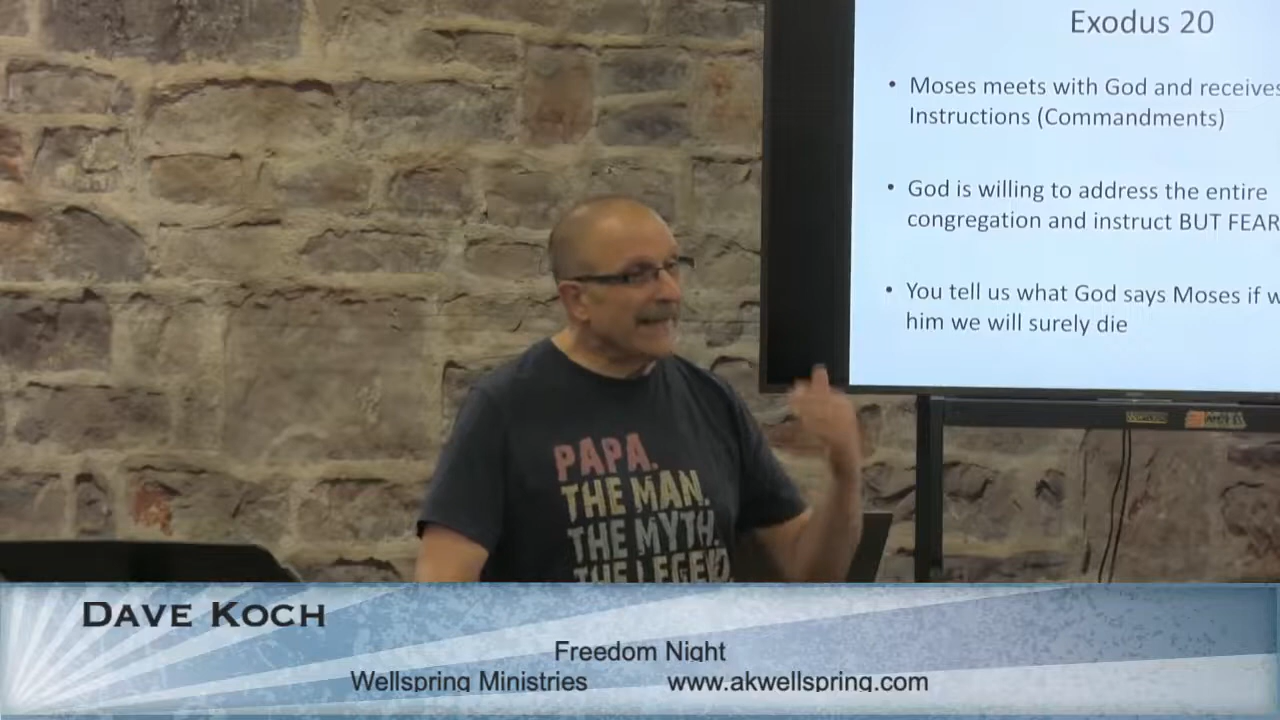 Exodus 20
• Moses meets with God and receives
Instructions (Commandments)
• God is willing to address the entire
congregation and instruct BUT FEAR
• You tell us what God says Moses if
him we will surely die
PAPA.
THE MAN.
THE MYTH.
THE LEGEND.
DAVE KOCH
Freedom Night
Wellspring Ministries www.akwellspring.com